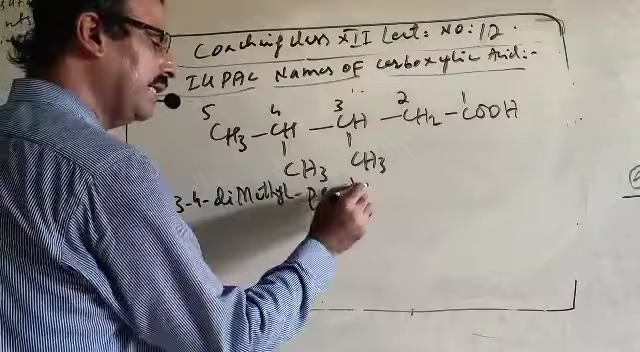 Coaching class XII Lect: No: 12.
IUPAC Names of Carboxylic Acid:-
5 4 3 2 1
CH3 - CH - CH - CH2 - COOH
CH3 CH3
3-4-diMethyl-pe